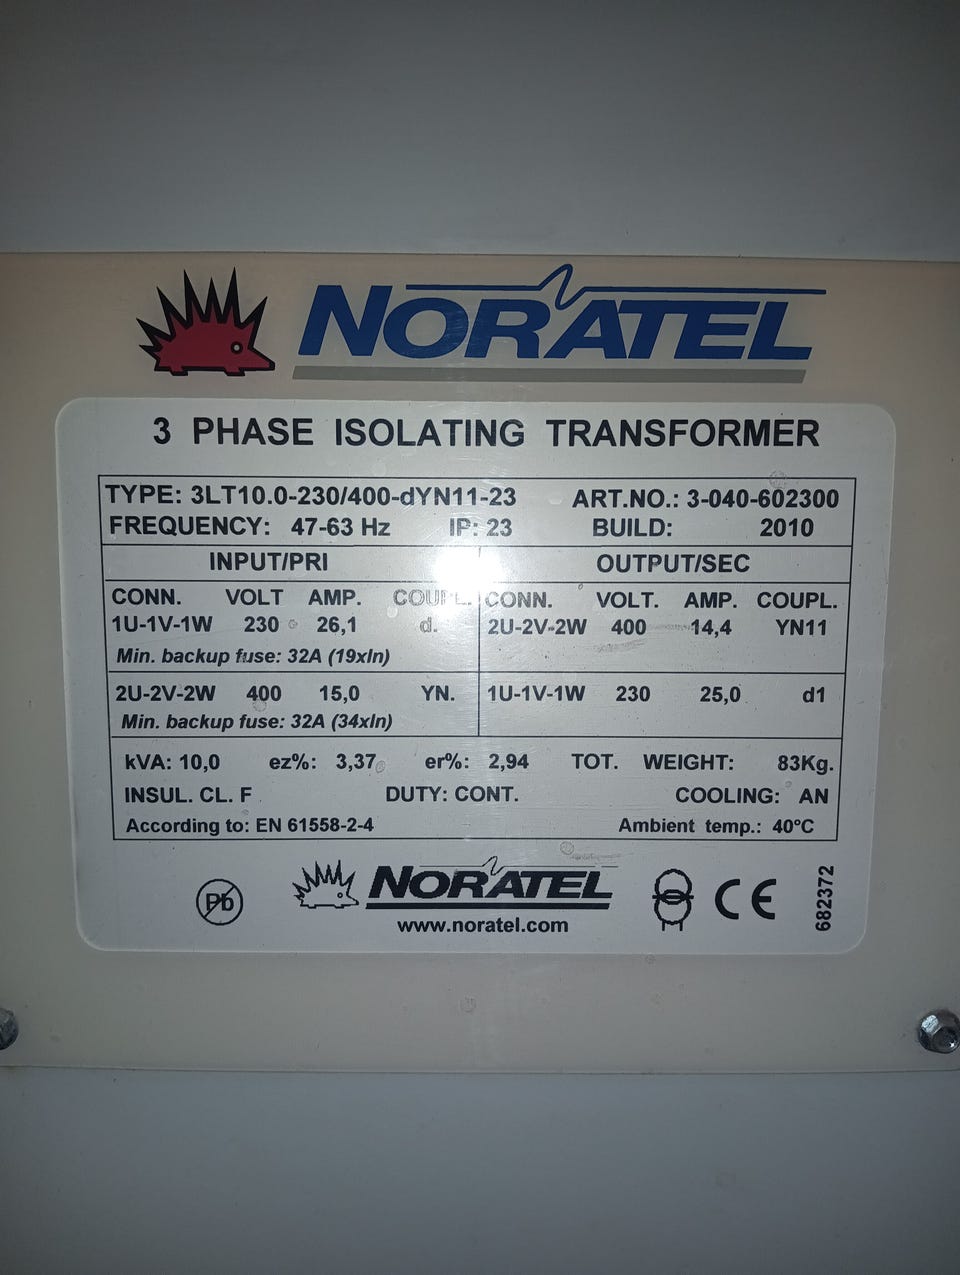 NORATEL
3 PHASE ISOLATING TRANSFORMER
TYPE: 3LT10.0-230/400-dYN11-23 ART.NO.: 3-040-602300
FREQUENCY: 47-63 Hz IP: 23 BUILD: 2010
INPUT/PRI OUTPUT/SEC
CONN. VOLT AMP. COUPL. CONN. VOLT. AMP. COUPL.
1U-1V-1W 230 26,1 d. 2U-2V-2W 400 14,4 YN11
Min. backup fuse: 32A (19xIn)
2U-2V-2W 400 15,0 YN. 1U-1V-1W 230 25,0 d1
Min. backup fuse: 32A (34xIn)
kVA: 10,0 ez%: 3,37 er%: 2,94 TOT. WEIGHT: 83Kg.
INSUL. CL. F DUTY: CONT. COOLING: AN
According to: EN 61558-2-4 Ambient temp.: 40°C
Pb NORATEL CE
www.noratel.com
682372